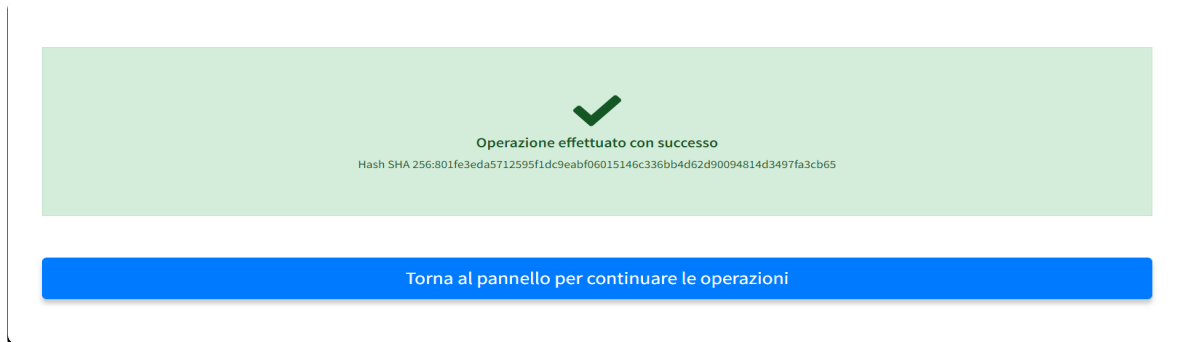 Operazione effettuato con successo
Hash SHA 256:801fe3eda5712595f1dc9eabf06015146c336bb4d62d90094814d3497fa3cb65
Torna al pannello per continuare le operazioni